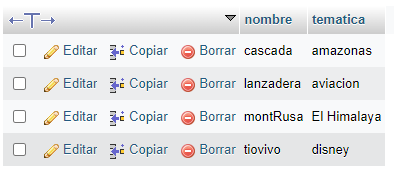 nombre tematica
Editar Copiar Borrar cascada amazonas
Editar Copiar Borrar lanzadera aviacion
Editar Copiar Borrar montRusa El Himalaya
Editar Copiar Borrar tiovivo disney